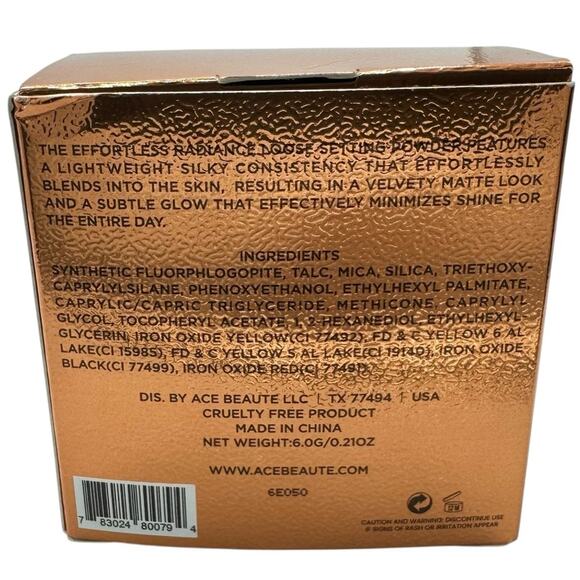 THE EFFORTLESS RADIANCE LOOSE SETTING POWDER FEATURES
A LIGHTWEIGHT SILKY CONSISTENCY THAT EFFORTLESSLY
BLENDS INTO THE SKIN, RESULTING IN A VELVETY MATTE LOOK
AND A SUBTLE GLOW THAT EFFECTIVELY MINIMIZES SHINE FOR
THE ENTIRE DAY.
INGREDIENTS
SYNTHETIC FLUORPHLOGOPITE, TALC, MICA, SILICA, TRIETHOXY-
CAPRYLYLSILANE, PHENOXYETHANOL, ETHYLHEXYL PALMITATE,
CAPRYLIC/CAPRIC TRIGLYCERIDE, METHICONE, CAPRYLYL
GLYCOL, TOCOPHERYL ACETATE, 1, 2-HEXANEDIOL, ETHYLHEXYL-
GLYCERIN, IRON OXIDE YELLOW(CI 77492), FD & C YELLOW 6 AL
LAKE(CI 15985), FD & C YELLOW 5 AL LAKE (CI 19140), IRON OXIDE
BLACK(CI 77499), IRON OXIDE RED(CI 77491).
DIS. BY ACE BEAUTE LLC | TX 77494 | USA
CRUELTY FREE PRODUCT
MADE IN CHINA
NET WEIGHT:6.0G/0.21OZ
WWW.ACEBEAUTE.COM
6E050
7 83024 80079 4
12 M
CAUTION AND WARNING: DISCONTINUE USE
IF SIGNS OF RASH OR IRRITATION APPEAR